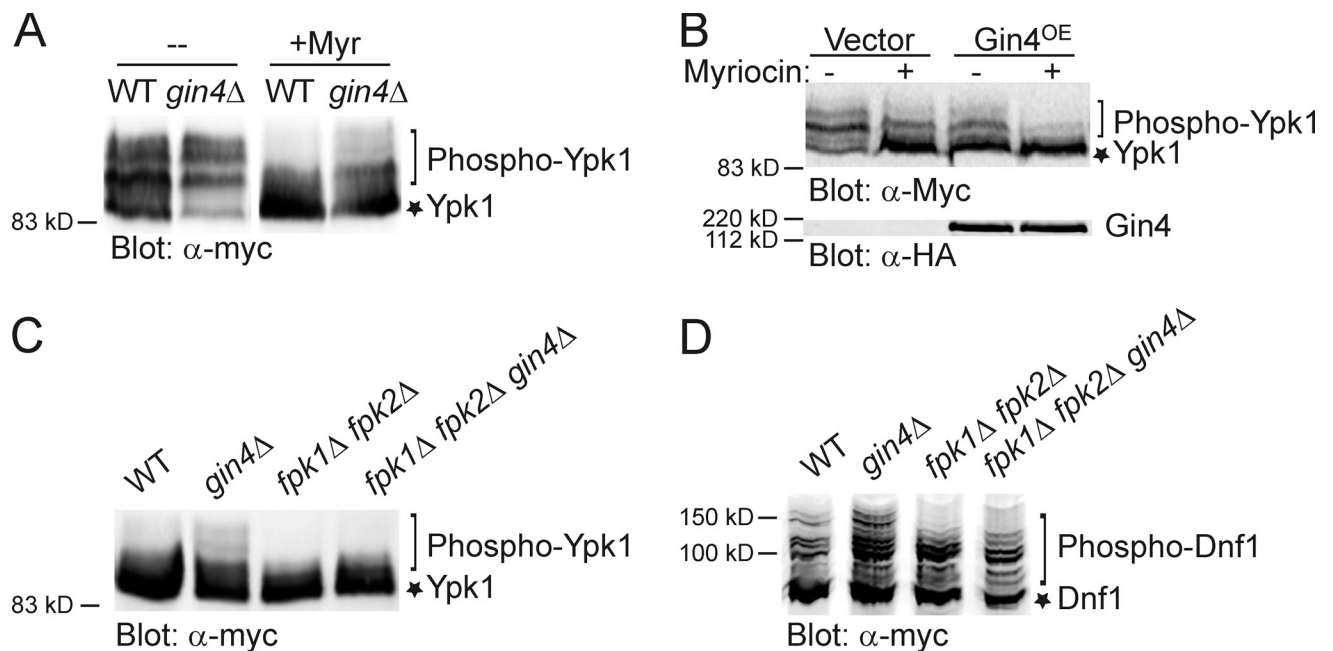 A
-- +Myr
WT gin4Δ WT gin4Δ
Phospho-Ypk1
★Ypk1
83 kD
Blot: α-myc
B
Vector Gin4OE
Myriocin: - + - +
Phospho-Ypk1
★Ypk1
83 kD
Blot: α-Myc
220 kD
112 kD
Gin4
Blot: α-HA
C
WT
gin4Δ
fpk1Δ fpk2Δ
fpk1Δ fpk2Δ gin4Δ
Phospho-Ypk1
★Ypk1
83 kD
Blot: α-myc
D
WT
gin4Δ
fpk1Δ fpk2Δ
fpk1Δ fpk2Δ gin4Δ
150 kD
100 kD
Phospho-Dnf1
★Dnf1
Blot: α-myc